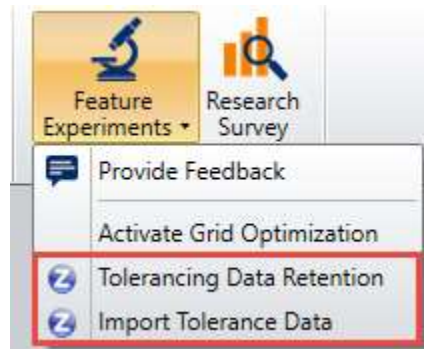 Feature
Experiments
Research
Survey
Provide Feedback
Activate Grid Optimization
Tolerancing Data Retention
Import Tolerance Data